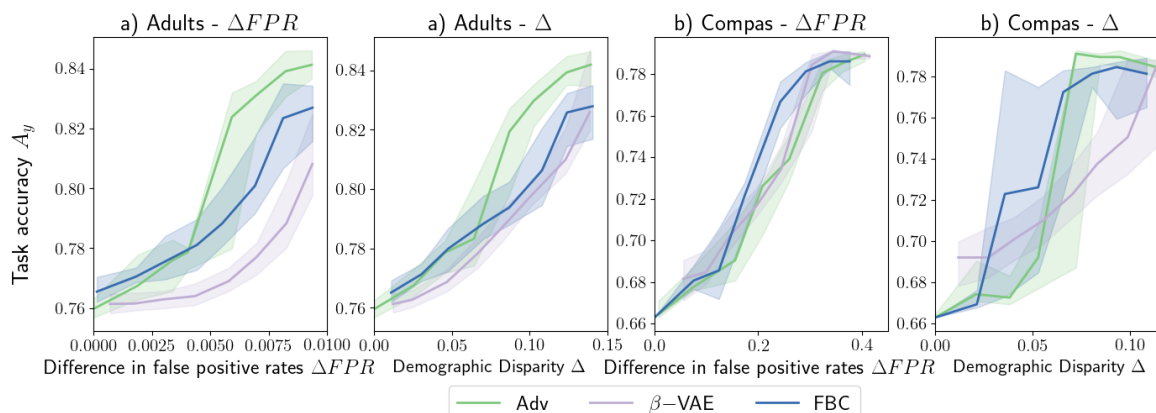 a) Adults - ΔFPR
a) Adults - Δ
b) Compas - ΔFPR
b) Compas - Δ
Task accuracy A_y
0.84
0.82
0.80
0.78
0.76
0.0000 0.0025 0.0050 0.0075 0.0100
Difference in false positive rates ΔFPR
0.84
0.82
0.80
0.78
0.76
0.00 0.05 0.10 0.15
Demographic Disparity Δ
0.78
0.76
0.74
0.72
0.70
0.68
0.66
0.0 0.2 0.4
Difference in false positive rates ΔFPR
0.78
0.76
0.74
0.72
0.70
0.68
0.66
0.00 0.05 0.10
Demographic Disparity Δ
Adv β−VAE FBC